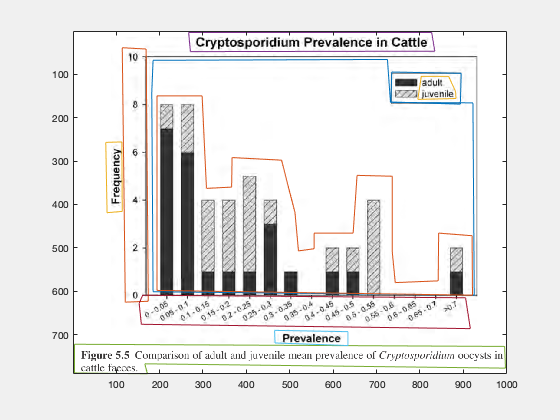 Cryptosporidium Prevalence in Cattle
adult
juvenile
Frequency
10
8
6
4
2
0
0 - 0.05
0.05 - 0.1
0.1 - 0.15
0.15 - 0.2
0.2 - 0.25
0.25 - 0.3
0.3 - 0.35
0.35 - 0.4
0.4 - 0.45
0.45 - 0.5
0.5 - 0.55
0.55 - 0.6
0.6 - 0.65
0.65 - 0.7
>0.7
Prevalence
Figure 5.5 Comparison of adult and juvenile mean prevalence of Cryptosporidium oocysts in
cattle faeces.
100
200
300
400
500
600
700
100 200 300 400 500 600 700 800 900 1000